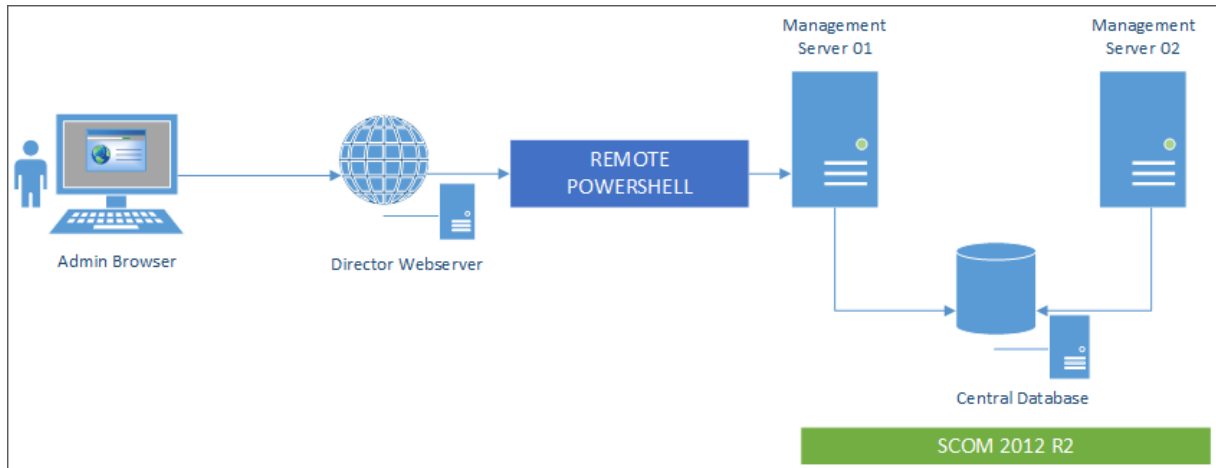 Management
Server 01
Management
Server 02
REMOTE
POWERSHELL
Admin Browser
Director Webserver
Central Database
SCOM 2012 R2